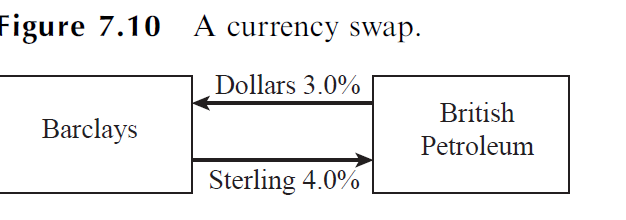 Figure 7.10 A currency swap.
Dollars 3.0%
Barclays
British
Petroleum
Sterling 4.0%